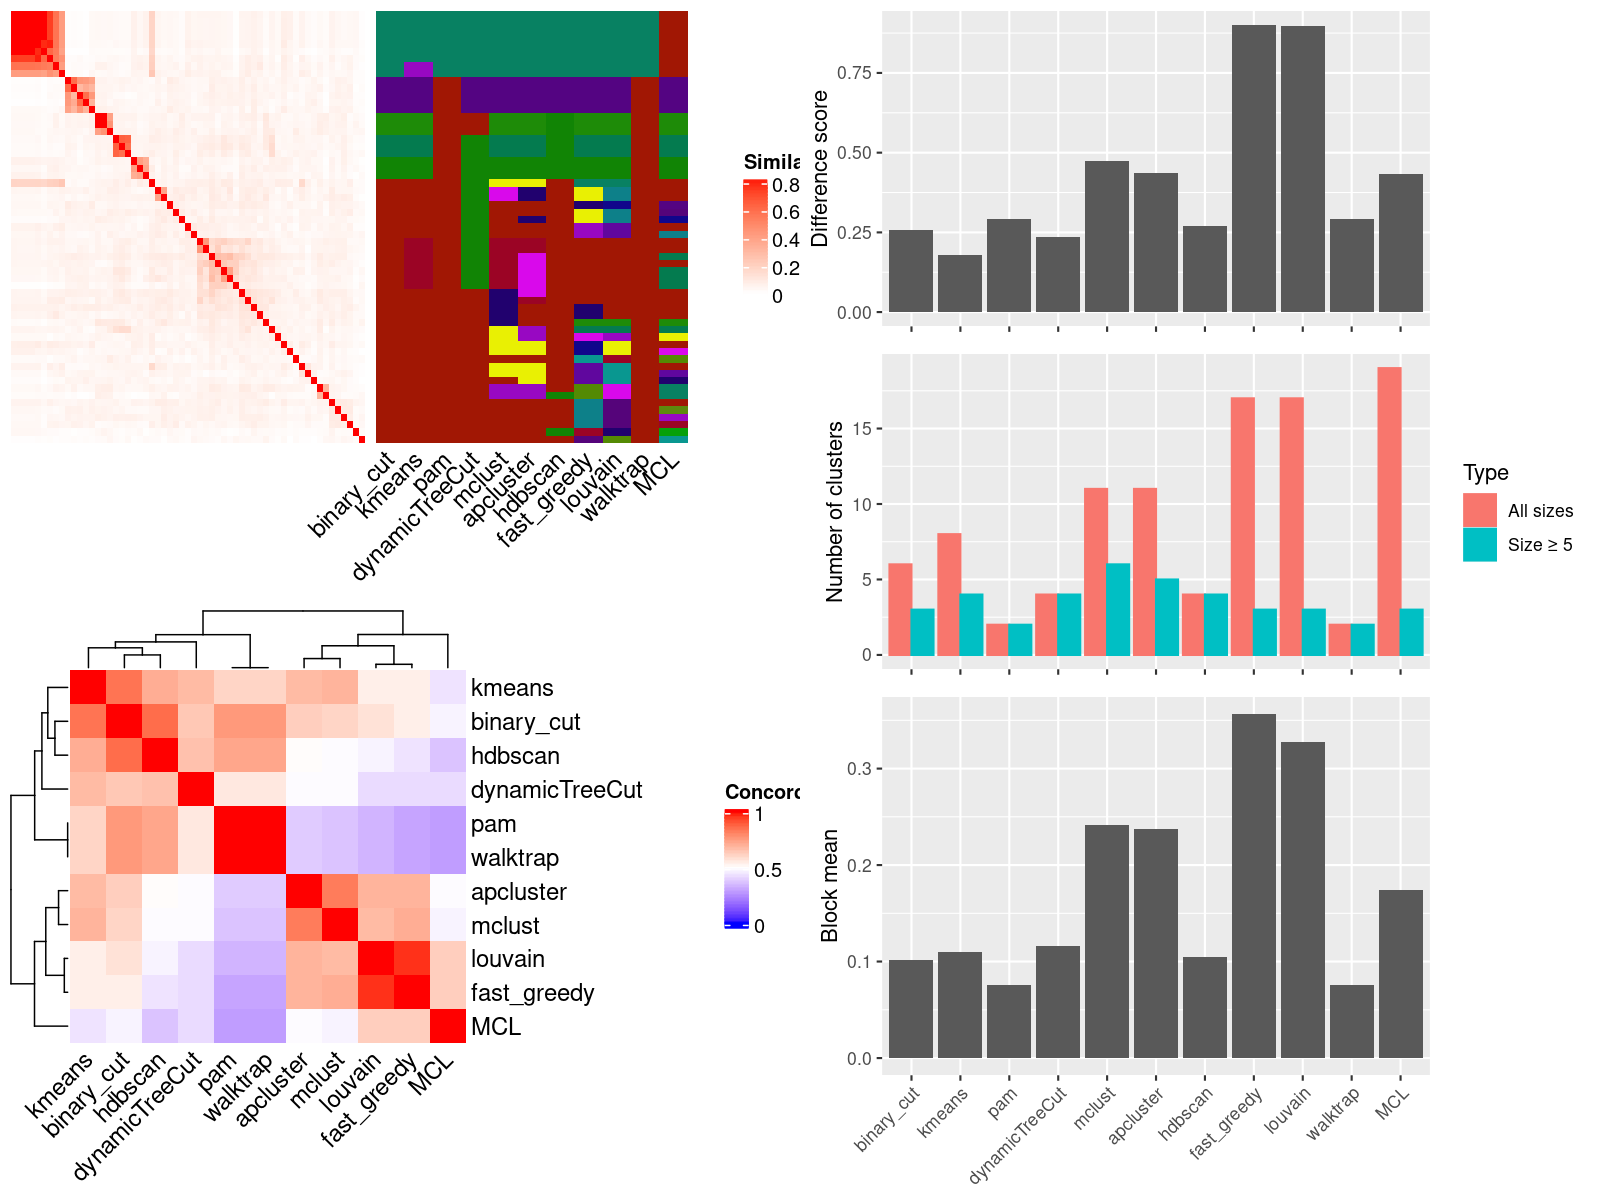 Simila
0.8
0.6
0.4
0.2
0
binary_cut
kmeans
pam
dynamicTreeCut
mclust
apcluster
hdbscan
fast_greedy
louvain
walktrap
MCL
kmeans
binary_cut
hdbscan
dynamicTreeCut
pam
walktrap
apcluster
mclust
louvain
fast_greedy
MCL
Concord
1
0.5
0
kmeans
binary_cut
hdbscan
dynamicTreeCut
pam
walktrap
apcluster
mclust
louvain
fast_greedy
MCL
Difference score
0.75
0.50
0.25
0.00
Number of clusters
15
10
5
0
Type
All sizes
Size ≥ 5
Block mean
0.3
0.2
0.1
0.0
binary_cut
kmeans
pam
dynamicTreeCut
mclust
apcluster
hdbscan
fast_greedy
louvain
walktrap
MCL